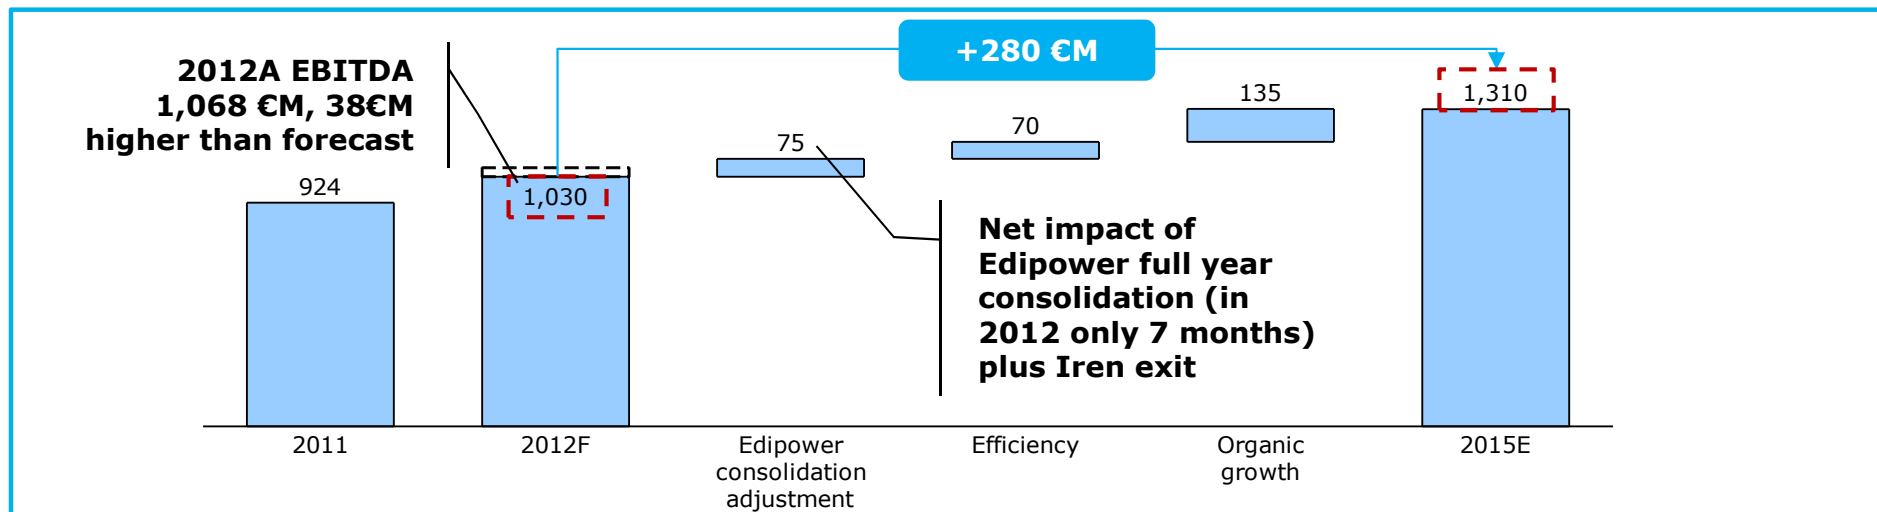 +280 €M
2012A EBITDA
1,068 €M, 38€M
higher than forecast
924
1,030
75
70
135
1,310
Net impact of
Edipower full year
consolidation (in
2012 only 7 months)
plus Iren exit
2011
2012F
Edipower
consolidation
adjustment
Efficiency
Organic
growth
2015E